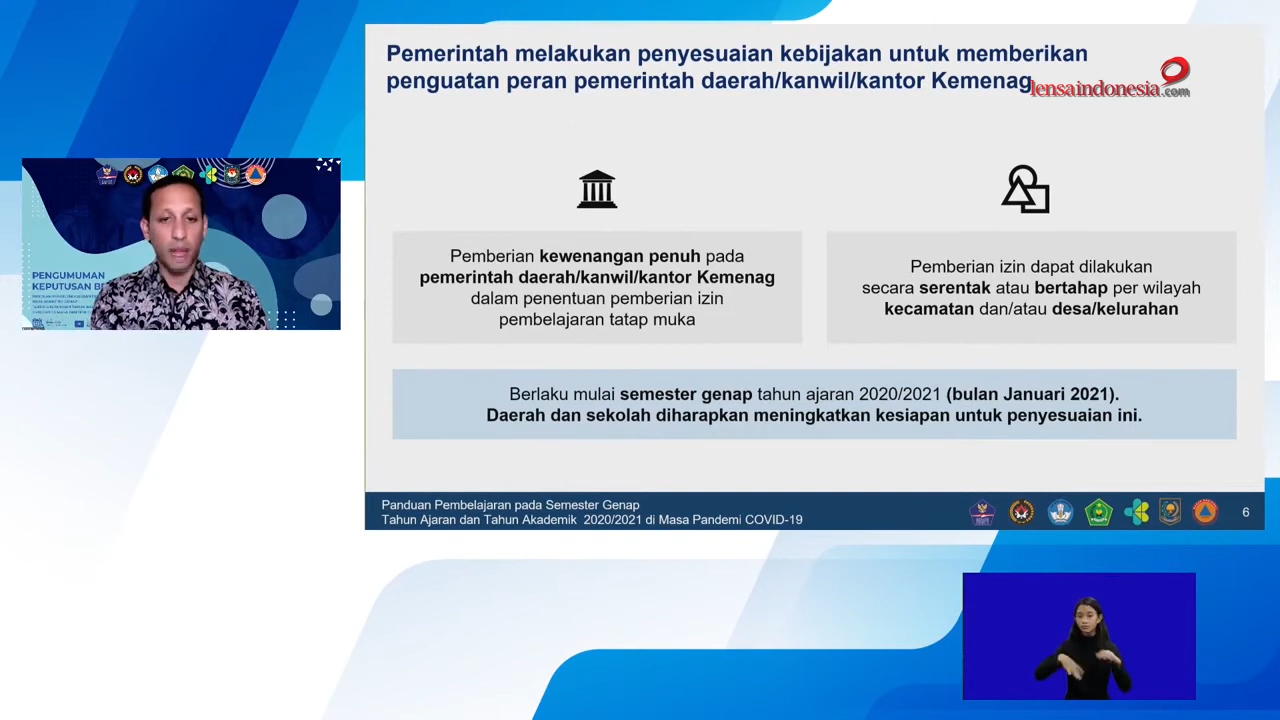 Pemerintah melakukan penyesuaian kebijakan untuk memberikan
penguatan peran pemerintah daerah/kanwil/kantor Kemenag
lensaindonesia.com
PENGUMUMAN
Pemberian kewenangan penuh pada
pemerintah daerah/kanwil/kantor Kemenag
dalam penentuan pemberian izin
pembelajaran tatap muka
Pemberian izin dapat dilakukan
secara serentak atau bertahap per wilayah
kecamatan dan/atau desa/kelurahan
Berlaku mulai semester genap tahun ajaran 2020/2021 (bulan Januari 2021).
Daerah dan sekolah diharapkan meningkatkan kesiapan untuk penyesuaian ini.
Panduan Pembelajaran pada Semester Genap
Tahun Ajaran dan Tahun Akademik 2020/2021 di Masa Pandemi COVID-19
6
KEPUTUSAN BE